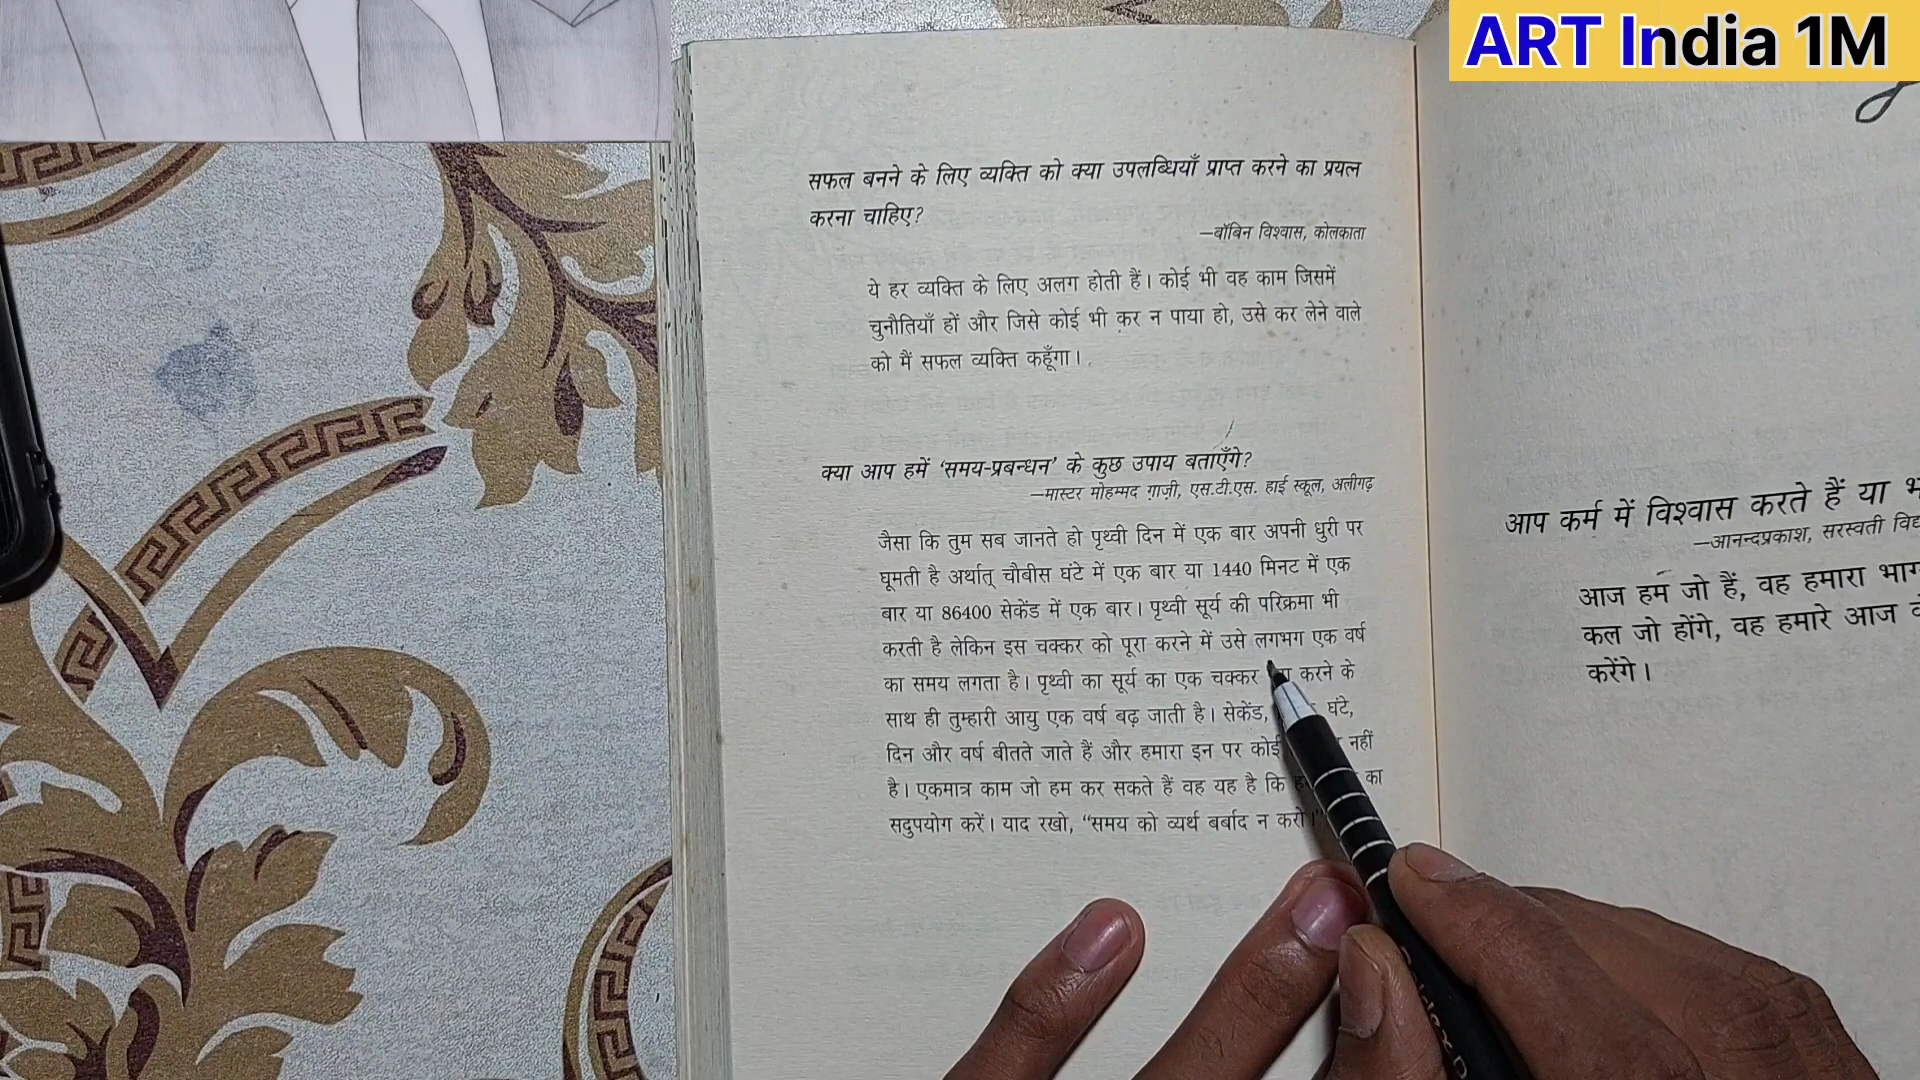 ART India 1M
सफल बनने के लिए व्यक्ति को क्या उपलब्धियाँ प्राप्त करने का प्रयत्न
करना चाहिए?
—बॉबिन विश्वास, कोलकाता
ये हर व्यक्ति के लिए अलग होती हैं। कोई भी वह काम जिसमें
चुनौतियाँ हों और जिसे कोई भी कर न पाया हो, उसे कर लेने वाले
को मैं सफल व्यक्ति कहूँगा।
क्या आप हमें ‘समय-प्रबन्धन’ के कुछ उपाय बताएँगे?
—मास्टर मोहम्मद ग़ाज़ी, एस.टी.एस. हाई स्कूल, अलीगढ़
जैसा कि तुम सब जानते हो पृथ्वी दिन में एक बार अपनी धुरी पर
घूमती है अर्थात् चौबीस घंटे में एक बार या 1440 मिनट में एक
बार या 86400 सेकेंड में एक बार। पृथ्वी सूर्य की परिक्रमा भी
करती है लेकिन इस चक्कर को पूरा करने में उसे लगभग एक वर्ष
का समय लगता है। पृथ्वी का सूर्य का एक चक्कर करने के
साथ ही तुम्हारी आयु एक वर्ष बढ़ जाती है। सेकेंड, घंटे,
दिन और वर्ष बीतते जाते हैं और हमारा इन पर कोई नहीं
है। एकमात्र काम जो हम कर सकते हैं वह यह है कि का
सदुपयोग करें। याद रखो, “समय को व्यर्थ बर्बाद न करो।”
आप कर्म में विश्वास करते हैं या
—आनन्दप्रकाश, सरस्वती
आज हम जो हैं, वह हमारा
कल जो होंगे, वह हमारे आज
करेंगे।